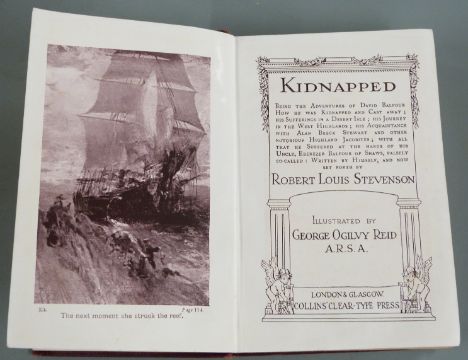 Kd.
Page 114.
The next moment she struck the reef.
KIDNAPPED
BEING THE ADVENTURES OF DAVID BALFOUR
HOW HE WAS KIDNAPPED AND CAST AWAY;
HIS SUFFERINGS IN A DESERT ISLE; HIS JOURNEY
IN THE WEST HIGHLANDS; HIS ACQUAINTANCE
WITH ALAN BRECK STEWART AND OTHER
NOTORIOUS HIGHLAND JACOBITES; WITH ALL
THAT HE SUFFERED AT THE HANDS OF HIS
UNCLE, EBENEZER BALFOUR OF SHAWS, FALSELY
SO-CALLED: WRITTEN BY HIMSELF, AND NOW
SET FORTH BY
ROBERT LOUIS STEVENSON
ILLUSTRATED BY
GEORGE OGILVY REID
A.R.S.A.
LONDON & GLASGOW
COLLINS' CLEAR-TYPE PRESS